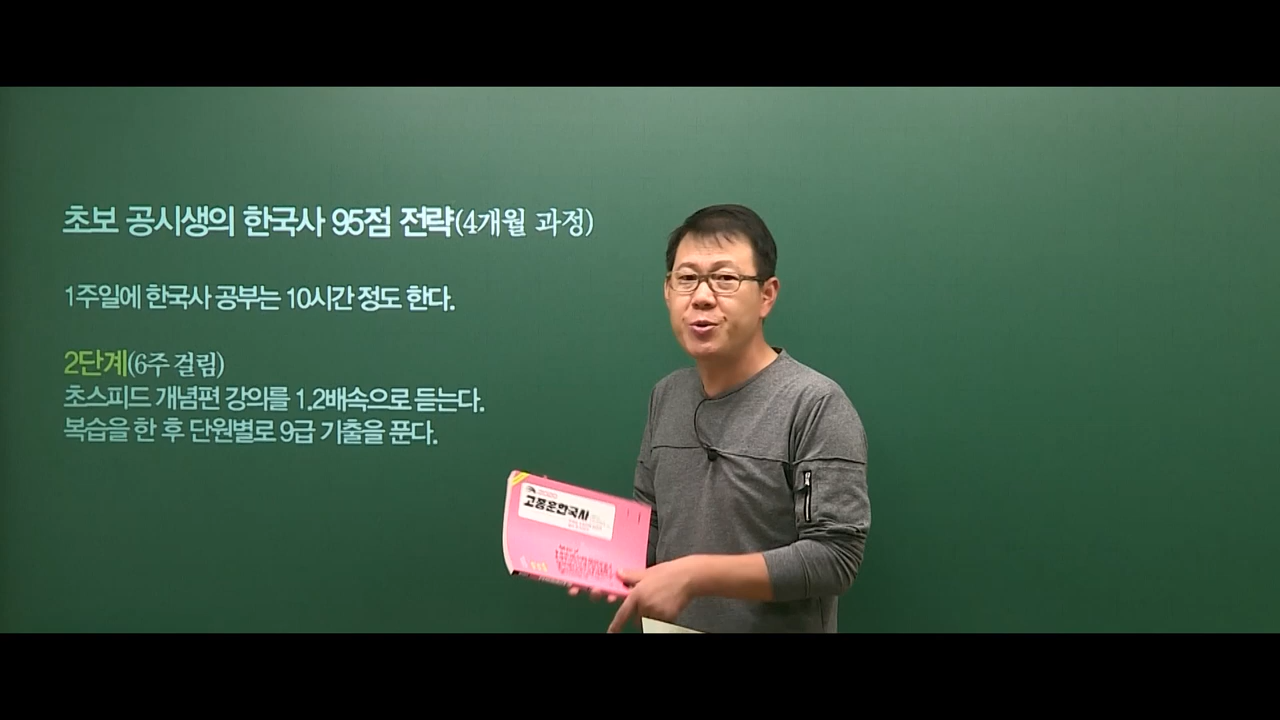 초보 공시생의 한국사 95점 전략(4개월 과정)
1주일에 한국사 공부는 10시간 정도 한다.
2단계(6주 걸림)
초스피드 개념편 강의를 1.2배속으로 듣는다.
복습을 한 후 단원별로 9급 기출을 푼다.
고종훈한국사